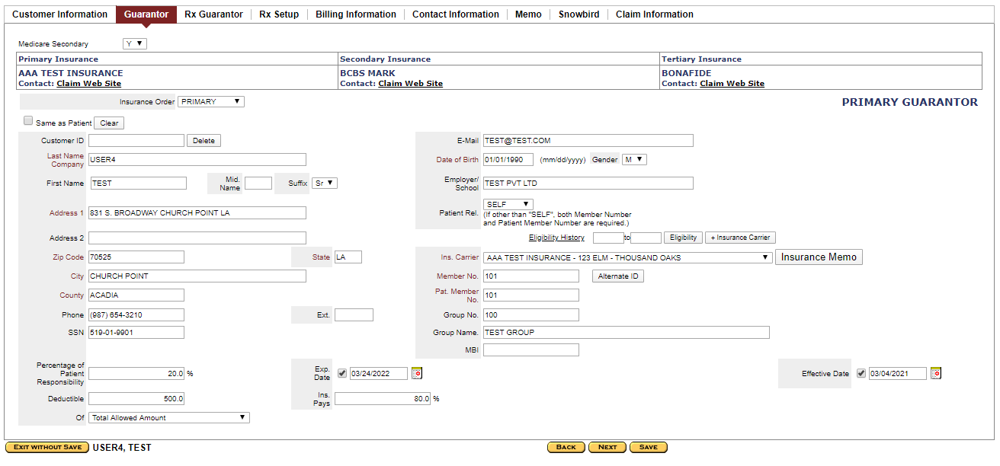 Customer Information Guarantor Rx Guarantor Rx Setup Billing Information Contact Information Memo Snowbird Claim Information
Medicare Secondary Y
Primary Insurance Secondary Insurance Tertiary Insurance
AAA TEST INSURANCE BCBS MARK BONAFIDE
Contact: Claim Web Site Contact: Claim Web Site Contact: Claim Web Site
Insurance Order PRIMARY PRIMARY GUARANTOR
Same as Patient Clear
Customer ID Delete E-Mail TEST@TEST.COM
Last Name
Company USER4 Date of Birth 01/01/1990 (mm/dd/yyyy) Gender M
First Name TEST Mid.
Name Suffix Sr Employer/
School TEST PVT LTD
Address 1 831 S. BROADWAY CHURCH POINT LA Patient Rel. SELF
(If other than "SELF", both Member Number
and Patient Member Number are required.)
Address 2 Eligibility History to Eligibility + Insurance Carrier
Zip Code 70525 State LA Ins. Carrier AAA TEST INSURANCE - 123 ELM - THOUSAND OAKS Insurance Memo
City CHURCH POINT Member No. 101 Alternate ID
County ACADIA Pat. Member
No. 101
Phone (987) 654-3210 Ext. Group No. 100
SSN 519-01-9901 Group Name. TEST GROUP
MBI
Percentage of
Patient
Responsibility 20.0 % Exp.
Date 03/24/2022 Effective Date 03/04/2021
Deductible 500.0 Ins.
Pays 80.0 %
Of Total Allowed Amount
EXIT WITHOUT SAVE USER4, TEST BACK NEXT SAVE